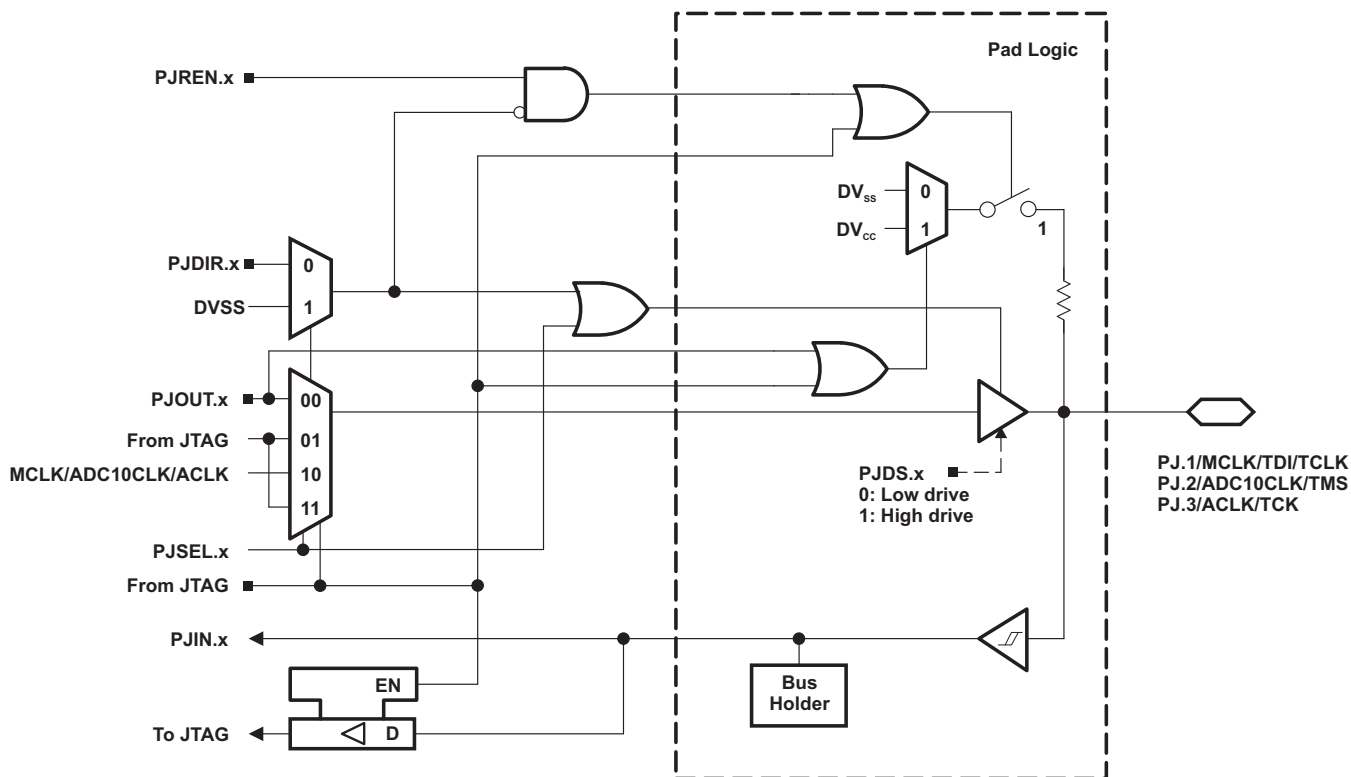 Pad Logic
PJREN.x
DVss
0
DVcc
1
1
PJDIR.x
0
DVSS
1
PJOUT.x
00
From JTAG
01
MCLK/ADC10CLK/ACLK
10
11
PJDS.x
0: Low drive
1: High drive
PJ.1/MCLK/TDI/TCLK
PJ.2/ADC10CLK/TMS
PJ.3/ACLK/TCK
PJSEL.x
From JTAG
PJIN.x
Bus
Holder
EN
To JTAG
D